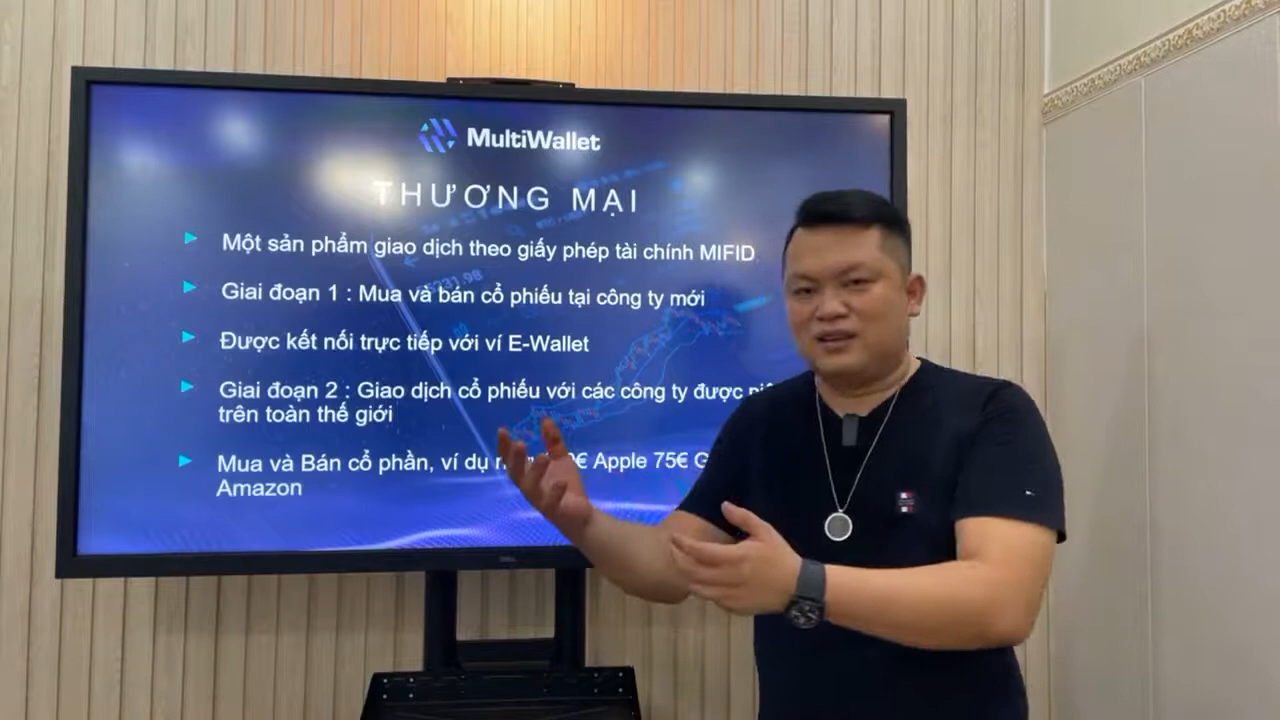 MultiWallet
THƯƠNG MẠI
Một sản phẩm giao dịch theo giấy phép tài chính MIFID
Giai đoạn 1 : Mua và bán cổ phiếu tại công ty mới
Được kết nối trực tiếp với ví E-Wallet
Giai đoạn 2 : Giao dịch cổ phiếu với các công ty được
trên toàn thế giới
Mua và Bán cổ phần, ví dụ Apple 75€
Amazon
DELL